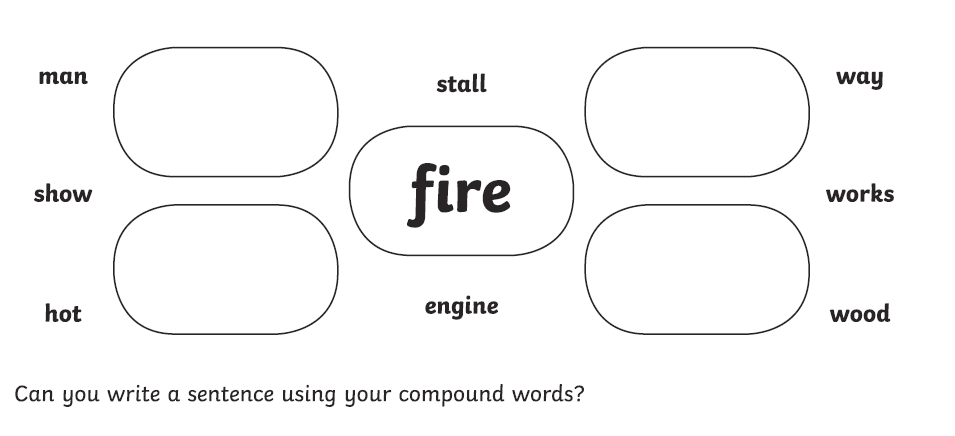 man
stall
way
show
fire
works
hot
engine
wood
Can you write a sentence using your compound words?